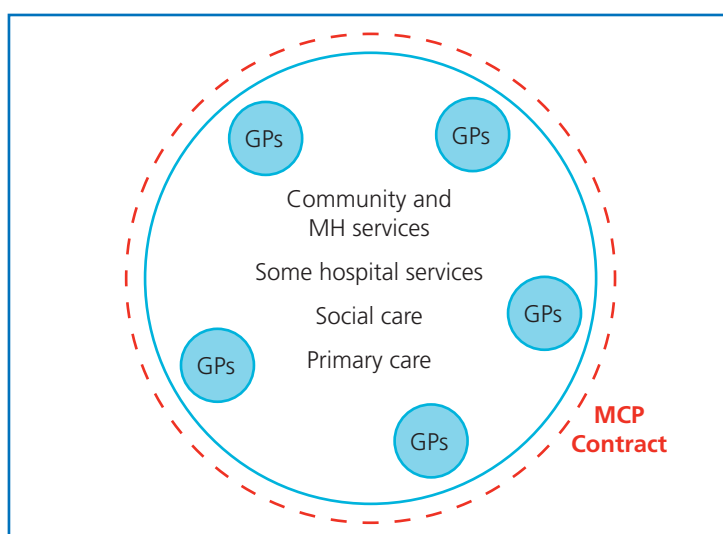 GPs
GPs
Community and
MH services
Some hospital services
GPs
Social care
Primary care
GPs
MCP
Contract
GPs